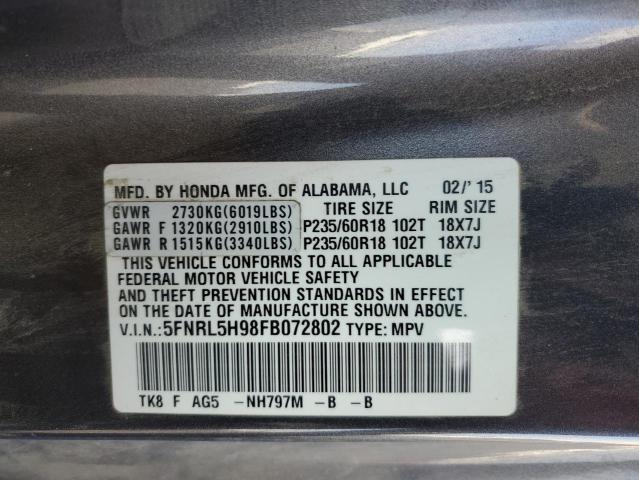 MFD. BY HONDA MFG. OF ALABAMA, LLC 02/'15
GVWR 2730KG(6019LBS) TIRE SIZE RIM SIZE
GAWR F 1320KG(2910LBS) P235/60R18 102T 18X7J
GAWR R 1515KG(3340LBS) P235/60R18 102T 18X7J
THIS VEHICLE CONFORMS TO ALL APPLICABLE
FEDERAL MOTOR VEHICLE SAFETY
AND THEFT PREVENTION STANDARDS IN EFFECT
ON THE DATE OF MANUFACTURE SHOWN ABOVE.
V.I.N.:5FNRL5H98FB072802 TYPE:MPV
TK8 F AG5 -NH797M -B -B